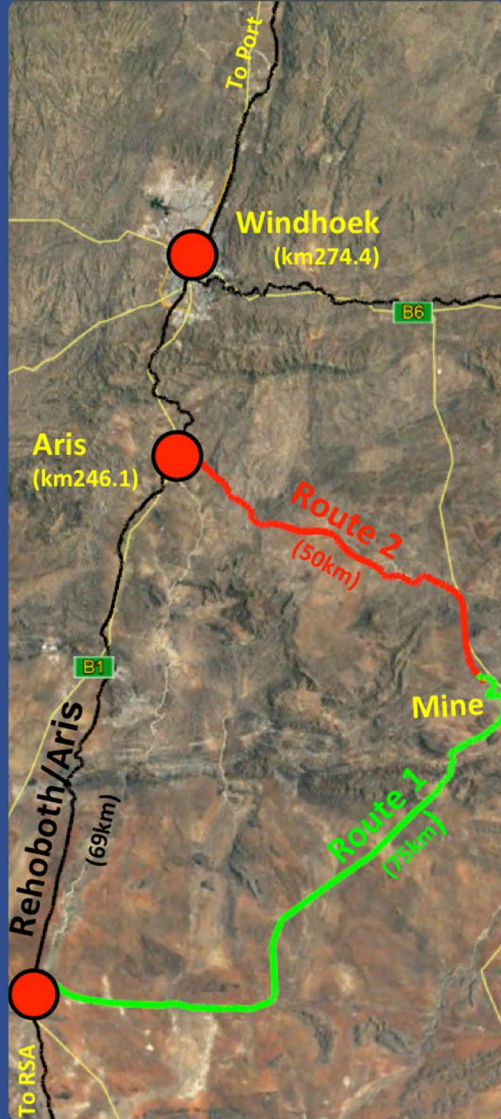 To Port
Windhoek
(km274.4)
B6
Aris
(km246.1)
Route 2
(50km)
B1
Mine
Rehoboth/Aris
(69km)
Route 1
(75km)
To RSA